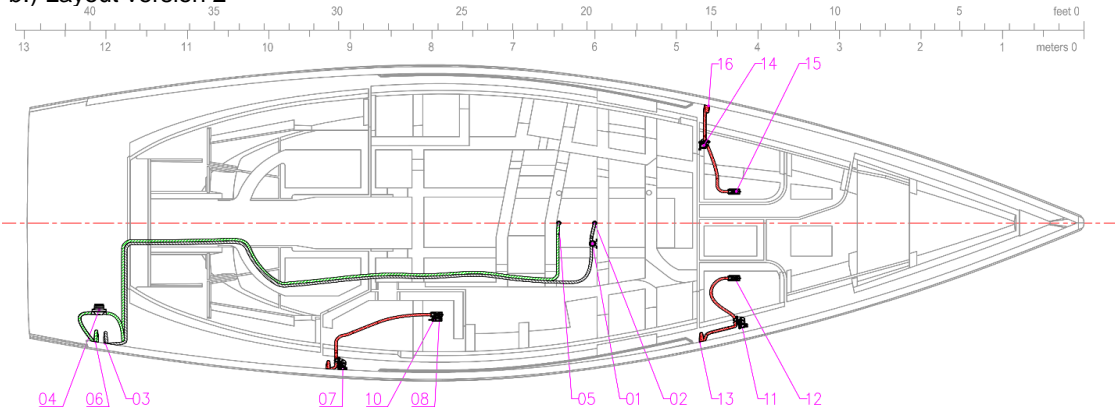 b.) Layout Version 2
40 35 30 25 20 15 10 5 feet 0
13 12 11 10 9 8 7 6 5 4 3 2 1 meters 0
16 14 15
04 06 03 07 10 08 05 01 02 13 11 12